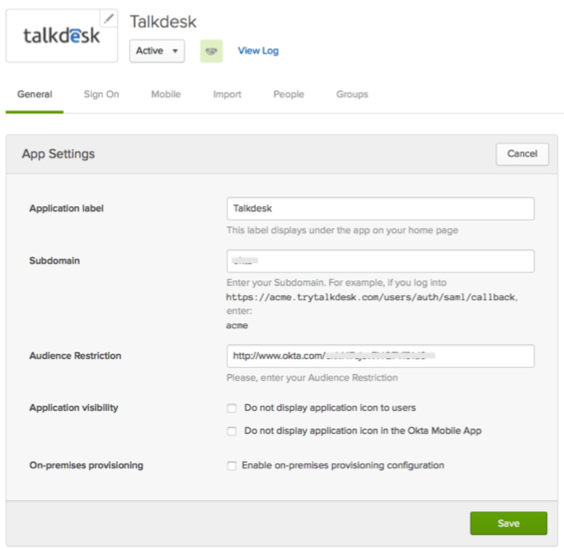 talkdesk
Talkdesk
Active
View Log
General Sign On Mobile Import People Groups
App Settings
Cancel
Application label
Talkdesk
This label displays under the app on your home page
Subdomain
Enter your Subdomain. For example, if you log into
https://acme.trytalkdesk.com/users/auth/saml/callback,
enter:
acme
Audience Restriction
http://www.okta.com/
Please, enter your Audience Restriction
Application visibility
Do not display application icon to users
Do not display application icon in the Okta Mobile App
On-premises provisioning
Enable on-premises provisioning configuration
Save